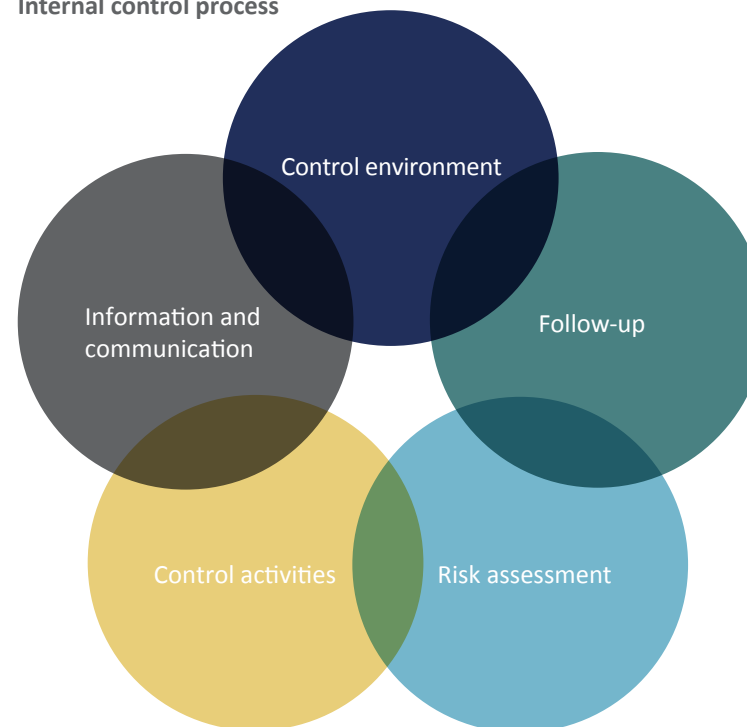 Internal control process
Control environment
Information and
communication
Follow-up
Control activities
Risk assessment